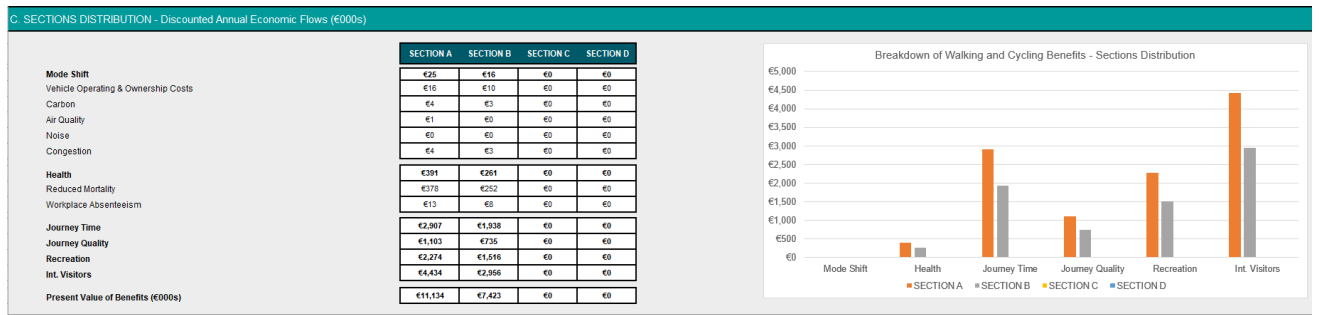 C. SECTIONS DISTRIBUTION - Discounted Annual Economic Flows (€000s)
SECTION A SECTION B SECTION C SECTION D
Mode Shift €25 €16 €0 €0
Vehicle Operating & Ownership Costs €16 €10 €0 €0
Carbon €4 €3 €0 €0
Air Quality €1 €0 €0 €0
Noise €0 €0 €0 €0
Congestion €4 €3 €0 €0
Health €391 €261 €0 €0
Reduced Mortality €378 €252 €0 €0
Workplace Absenteeism €13 €8 €0 €0
Journey Time €2,907 €1,938 €0 €0
Journey Quality €1,103 €735 €0 €0
Recreation €2,274 €1,516 €0 €0
Int. Visitors €4,434 €2,956 €0 €0
Present Value of Benefits (€000s) €11,134 €7,423 €0 €0
Breakdown of Walking and Cycling Benefits - Sections Distribution
€5,000
€4,500
€4,000
€3,500
€3,000
€2,500
€2,000
€1,500
€1,000
€500
€0
Mode Shift Health Journey Time Journey Quality Recreation Int. Visitors
SECTION A SECTION B SECTION C SECTION D